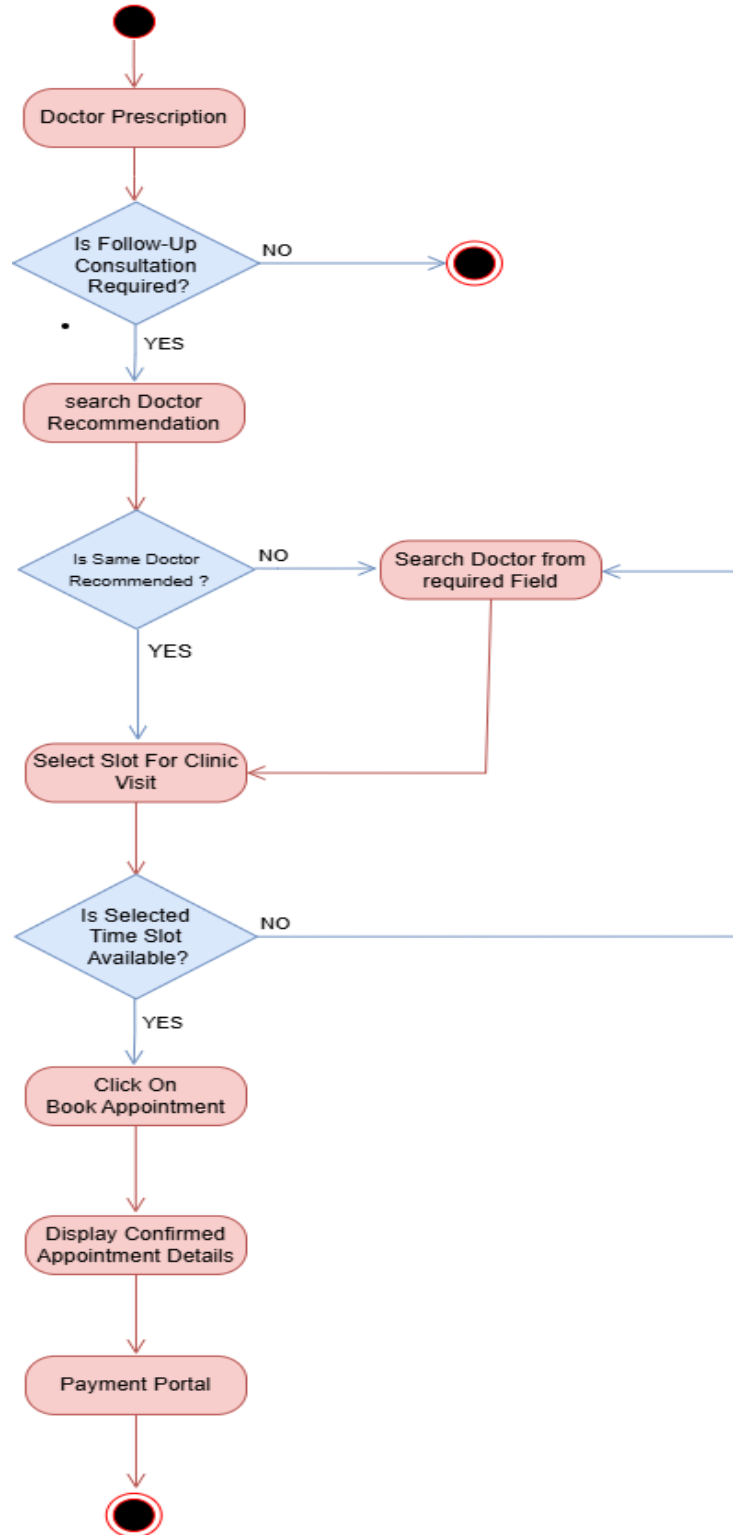 Doctor Prescription
Is Follow-Up
Consultation
Required?
NO
YES
search Doctor
Recommendation
Is Same Doctor
Recommended ?
NO
Search Doctor from
required Field
YES
Select Slot For Clinic
Visit
Is Selected
Time Slot
Available?
NO
YES
Click On
Book Appointment
Display Confirmed
Appointment Details
Payment Portal